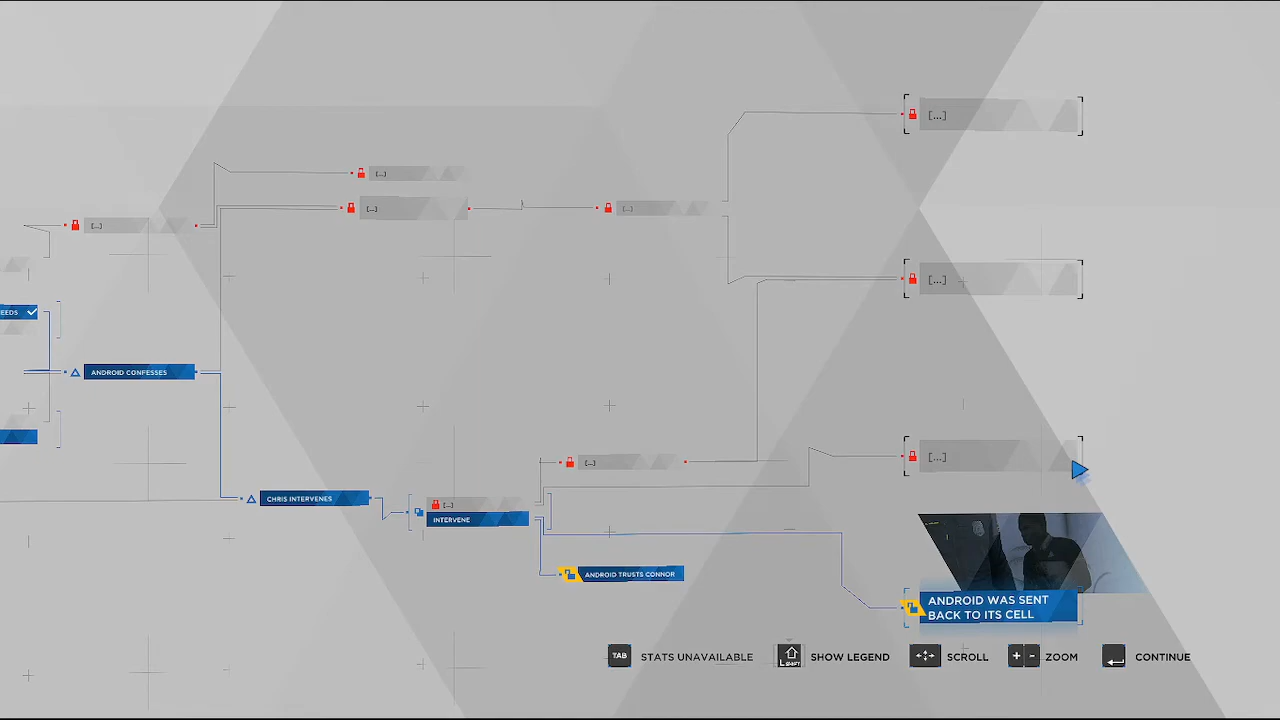 [...]
[...]
[...]
[...]
[...]
[...]
EEDS
ANDROID CONFESSES
[...]
[...]
CHRIS INTERVENES
[...]
INTERVENE
ANDROID TRUSTS CONNOR
ANDROID WAS SENT
BACK TO ITS CELL
TAB STATS UNAVAILABLE
L SHIFT SHOW LEGEND
SCROLL
+ - ZOOM
CONTINUE